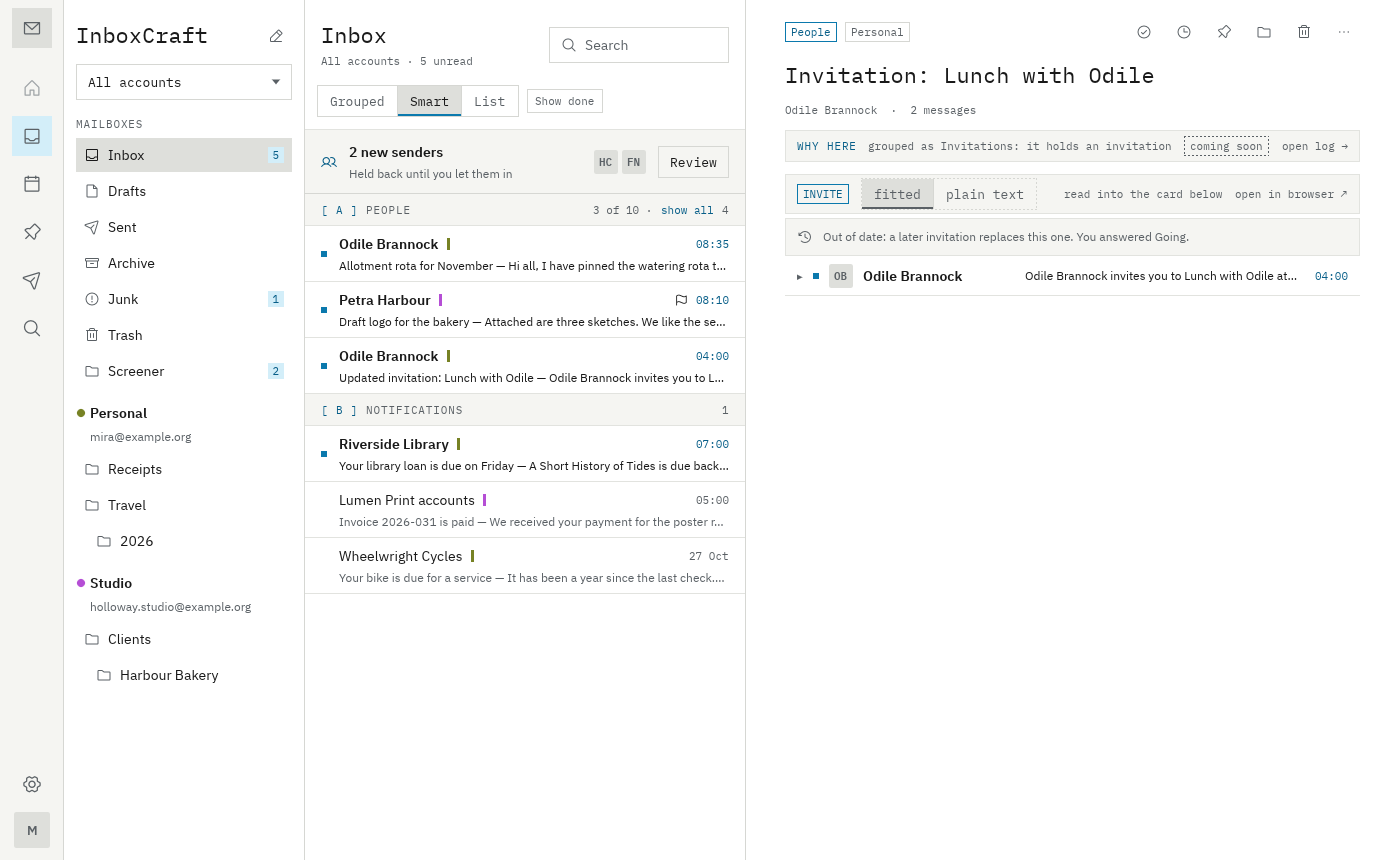 InboxCraft
All accounts
MAILBOXES
Inbox 5
Drafts
Sent
Archive
Junk 1
Trash
Screener 2
Personal
mira@example.org
Receipts
Travel
2026
Studio
holloway.studio@example.org
Clients
Harbour Bakery
M
Inbox
All accounts · 5 unread
Search
Grouped Smart List Show done
2 new senders
Held back until you let them in
HC FN Review
[ A ] PEOPLE 3 of 10 · show all 4
Odile Brannock 08:35
Allotment rota for November — Hi all, I have pinned the watering rota t…
Petra Harbour 08:10
Draft logo for the bakery — Attached are three sketches. We like the se…
Odile Brannock 04:00
Updated invitation: Lunch with Odile — Odile Brannock invites you to L…
[ B ] NOTIFICATIONS 1
Riverside Library 07:00
Your library loan is due on Friday — A Short History of Tides is due back…
Lumen Print accounts 05:00
Invoice 2026-031 is paid — We received your payment for the poster r…
Wheelwright Cycles 27 Oct
Your bike is due for a service — It has been a year since the last check.…
People Personal
Invitation: Lunch with Odile
Odile Brannock · 2 messages
WHY HERE grouped as Invitations: it holds an invitation coming soon open log →
INVITE fitted plain text read into the card below open in browser ↗
Out of date: a later invitation replaces this one. You answered Going.
▸ OB Odile Brannock Odile Brannock invites you to Lunch with Odile at… 04:00